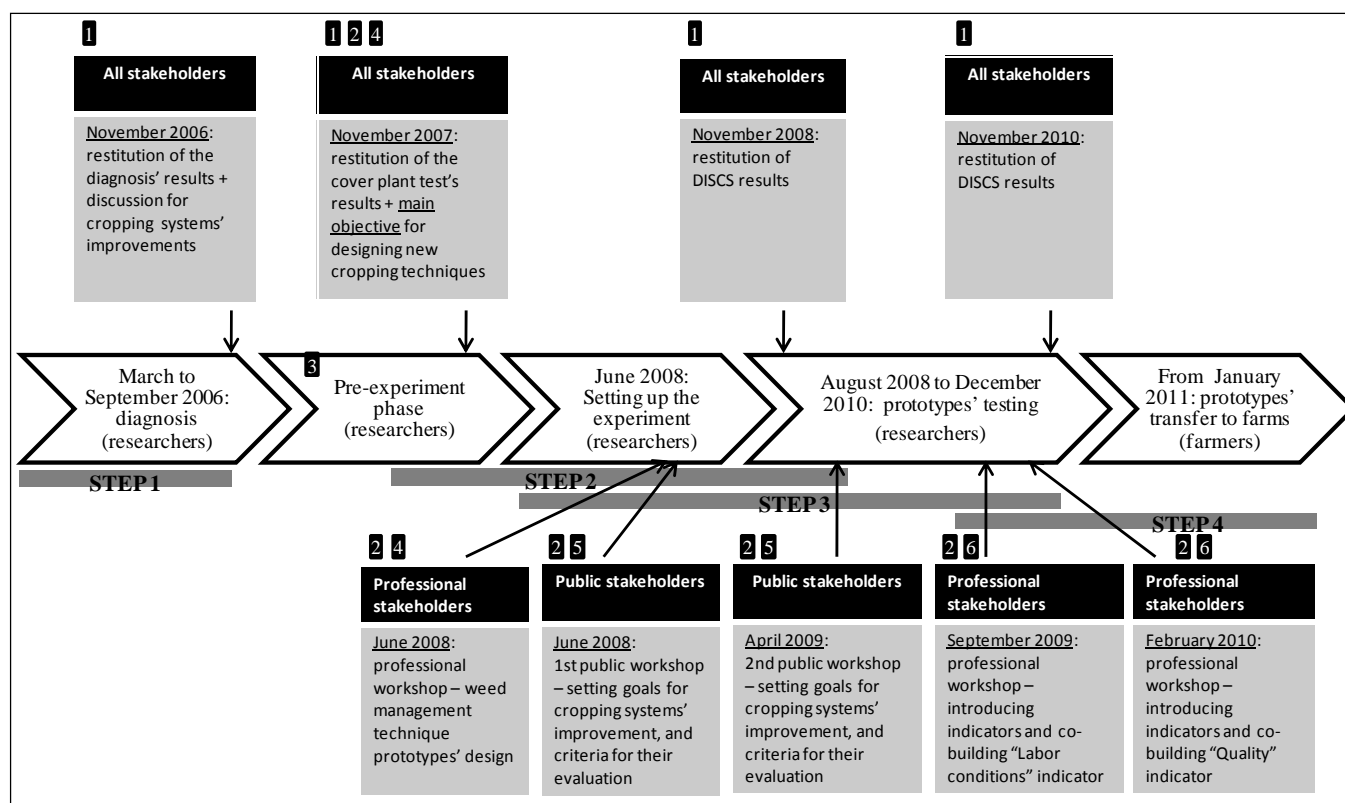 1
All stakeholders
November 2006:
restitution of the
diagnosis' results +
discussion for
cropping systems'
improvements
1 2 4
All stakeholders
November 2007:
restitution of the
cover plant test's
results + main
objective for
designing new
cropping techniques
1
All stakeholders
November 2008:
restitution of
DISCS results
1
All stakeholders
November 2010:
restitution of
DISCS results
March to
September 2006:
diagnosis
(researchers)
3
Pre-experiment
phase
(researchers)
June 2008:
Setting up the
experiment
(researchers)
August 2008 to December
2010: prototypes' testing
(researchers)
From January
2011: prototypes'
transfer to farms
(farmers)
STEP 1
STEP 2
STEP 3
STEP 4
2 4
Professional
stakeholders
June 2008:
professional
workshop – weed
management
technique
prototypes' design
2 5
Public stakeholders
June 2008:
1st public workshop
– setting goals for
cropping systems'
improvement, and
criteria for their
evaluation
2 5
Public stakeholders
April 2009:
2nd public workshop
– setting goals for
cropping systems'
improvement, and
criteria for their
evaluation
2 6
Professional
stakeholders
September 2009:
professional
workshop –
introducing
indicators and co-
building "Labor
conditions" indicator
2 6
Professional
stakeholders
February 2010:
professional
workshop –
introducing
indicators and co-
building "Quality"
indicator